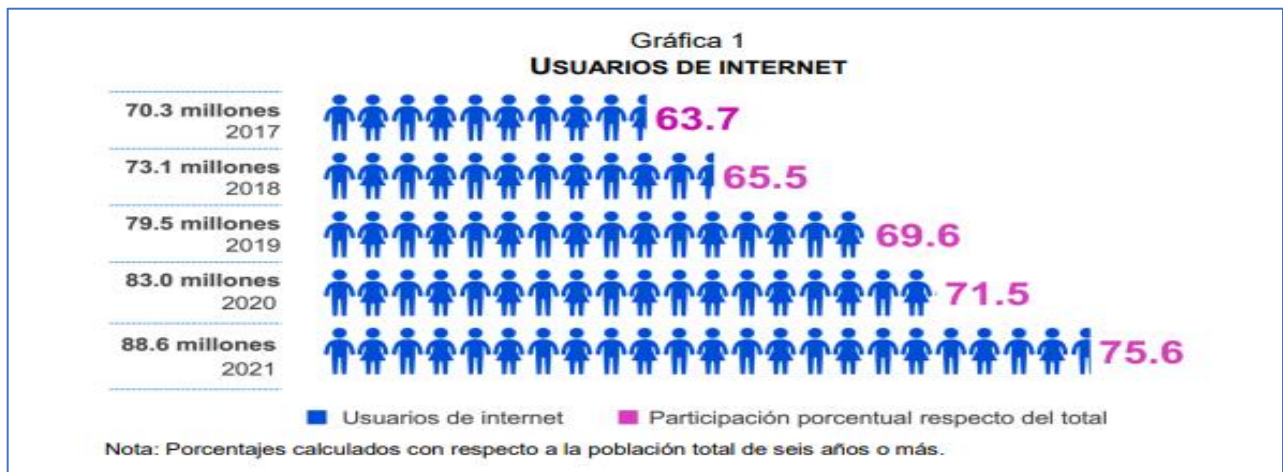 Gráfica 1
USUARIOS DE INTERNET
70.3 millones
2017
63.7
73.1 millones
2018
65.5
79.5 millones
2019
69.6
83.0 millones
2020
71.5
88.6 millones
2021
75.6
Usuarios de internet
Participación porcentual respecto del total
Nota: Porcentajes calculados con respecto a la población total de seis años o más.